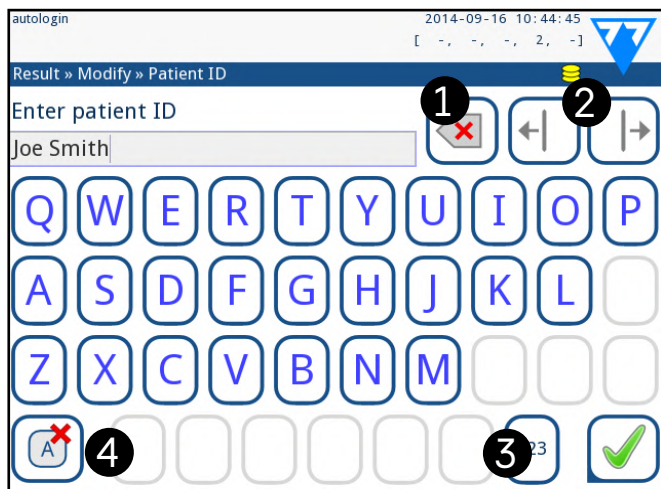 autologin 2014-09-16 10:44:45
[ -, -, -, 2, -]
77
Result » Modify » Patient ID
Enter patient ID
1
2
Joe Smith
Q W E R T Y U I O P
A S D F G H J K L
Z X C V B N M
A
4
3
23